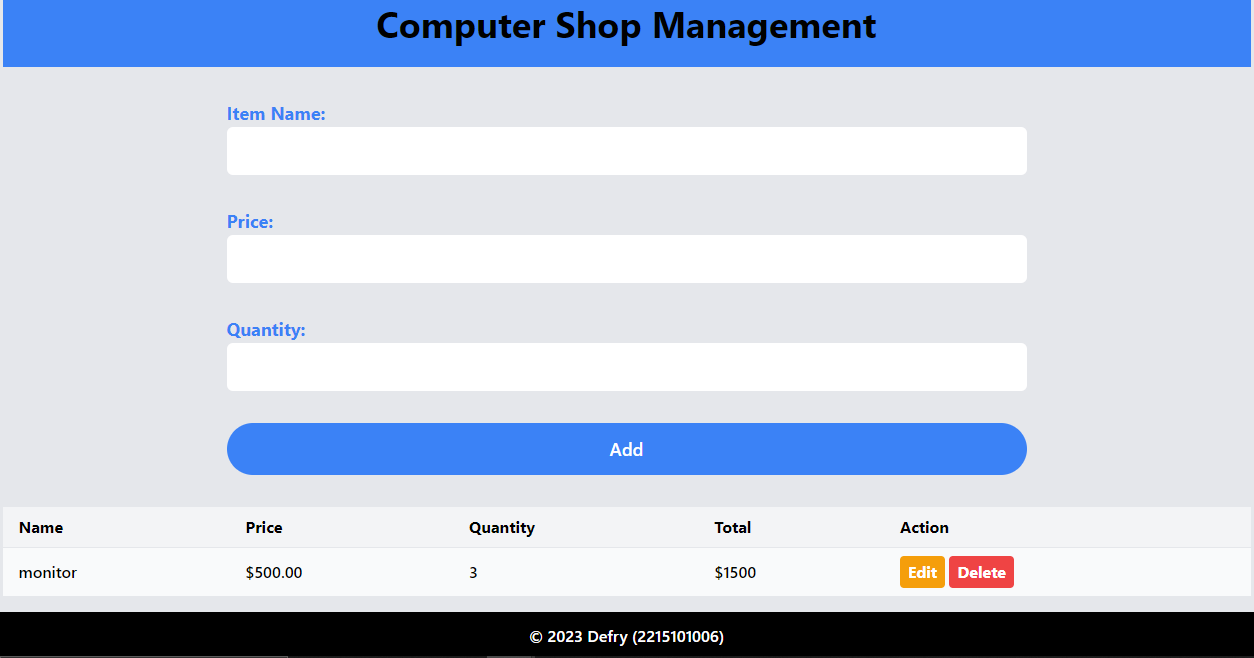 Computer Shop Management
Item Name:
Price:
Quantity:
Add
Name Price Quantity Total Action
monitor $500.00 3 $1500 Edit Delete
© 2023 Defry (2215101006)